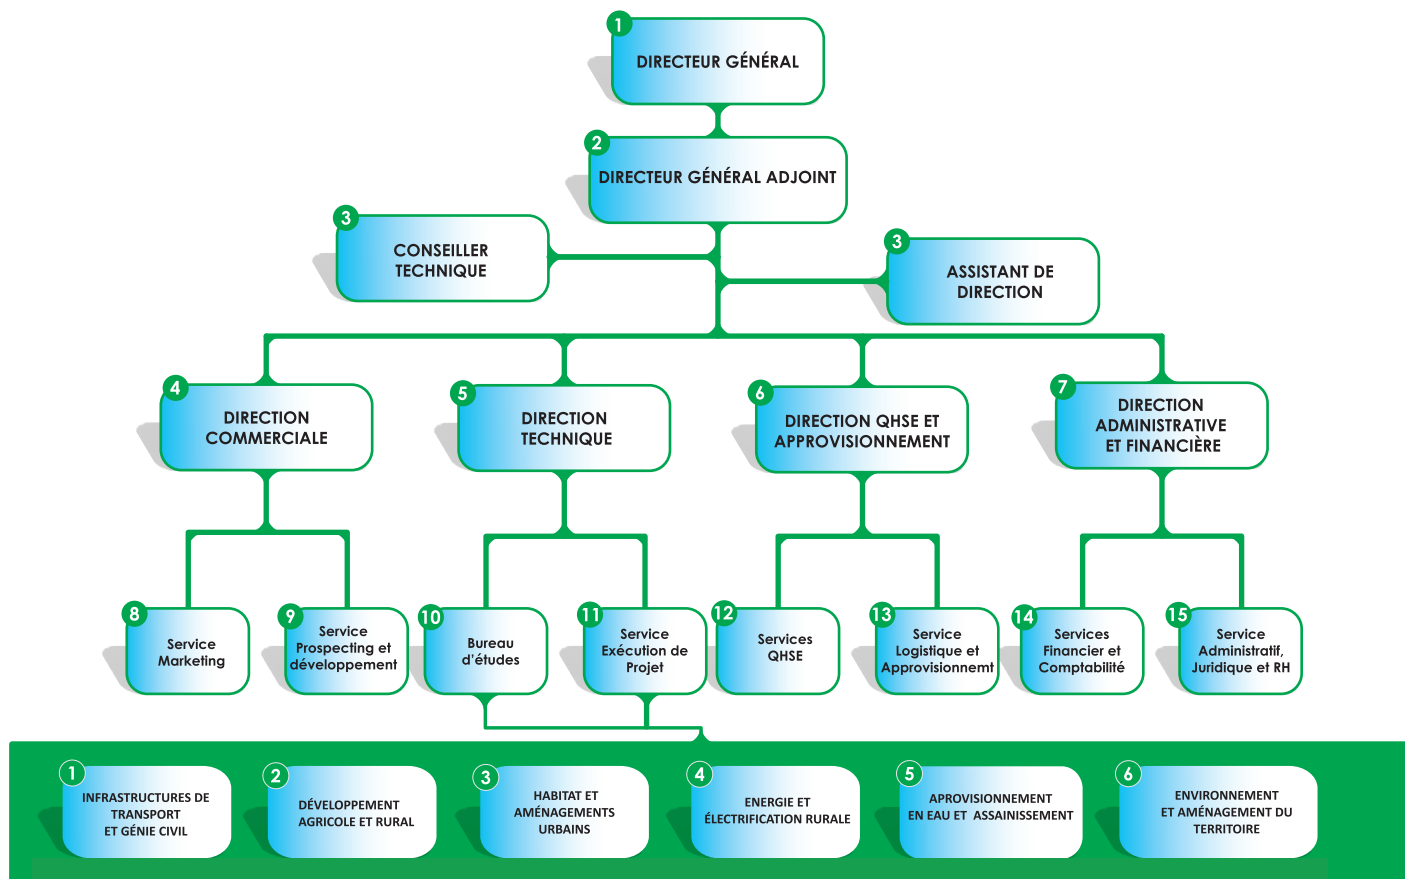 1
DIRECTEUR GÉNÉRAL
2
DIRECTEUR GÉNÉRAL ADJOINT
3
CONSEILLER
TECHNIQUE
3
ASSISTANT DE
DIRECTION
4
DIRECTION
COMMERCIALE
5
DIRECTION
TECHNIQUE
6
DIRECTION QHSE ET
APPROVISIONNEMENT
7
DIRECTION
ADMINISTRATIVE
ET FINANCIÈRE
8
Service
Marketing
9
Service
Prospecting et
développement
10
Bureau
d'études
11
Service
Exécution de
Projet
12
Services
QHSE
13
Service
Logistique et
Approvisionnemt
14
Services
Financier et
Comptabilité
15
Service
Administratif,
Juridique et RH
1
INFRASTRUCTURES DE
TRANSPORT
ET GÉNIE CIVIL
2
DÉVELOPPEMENT
AGRICOLE ET RURAL
3
HABITAT ET
AMÉNAGEMENTS
URBAINS
4
ENERGIE ET
ÉLECTRIFICATION RURALE
5
APROVISIONNEMENT
EN EAU ET ASSAINISSEMENT
6
ENVIRONNEMENT
ET AMÉNAGEMENT DU
TERRITOIRE